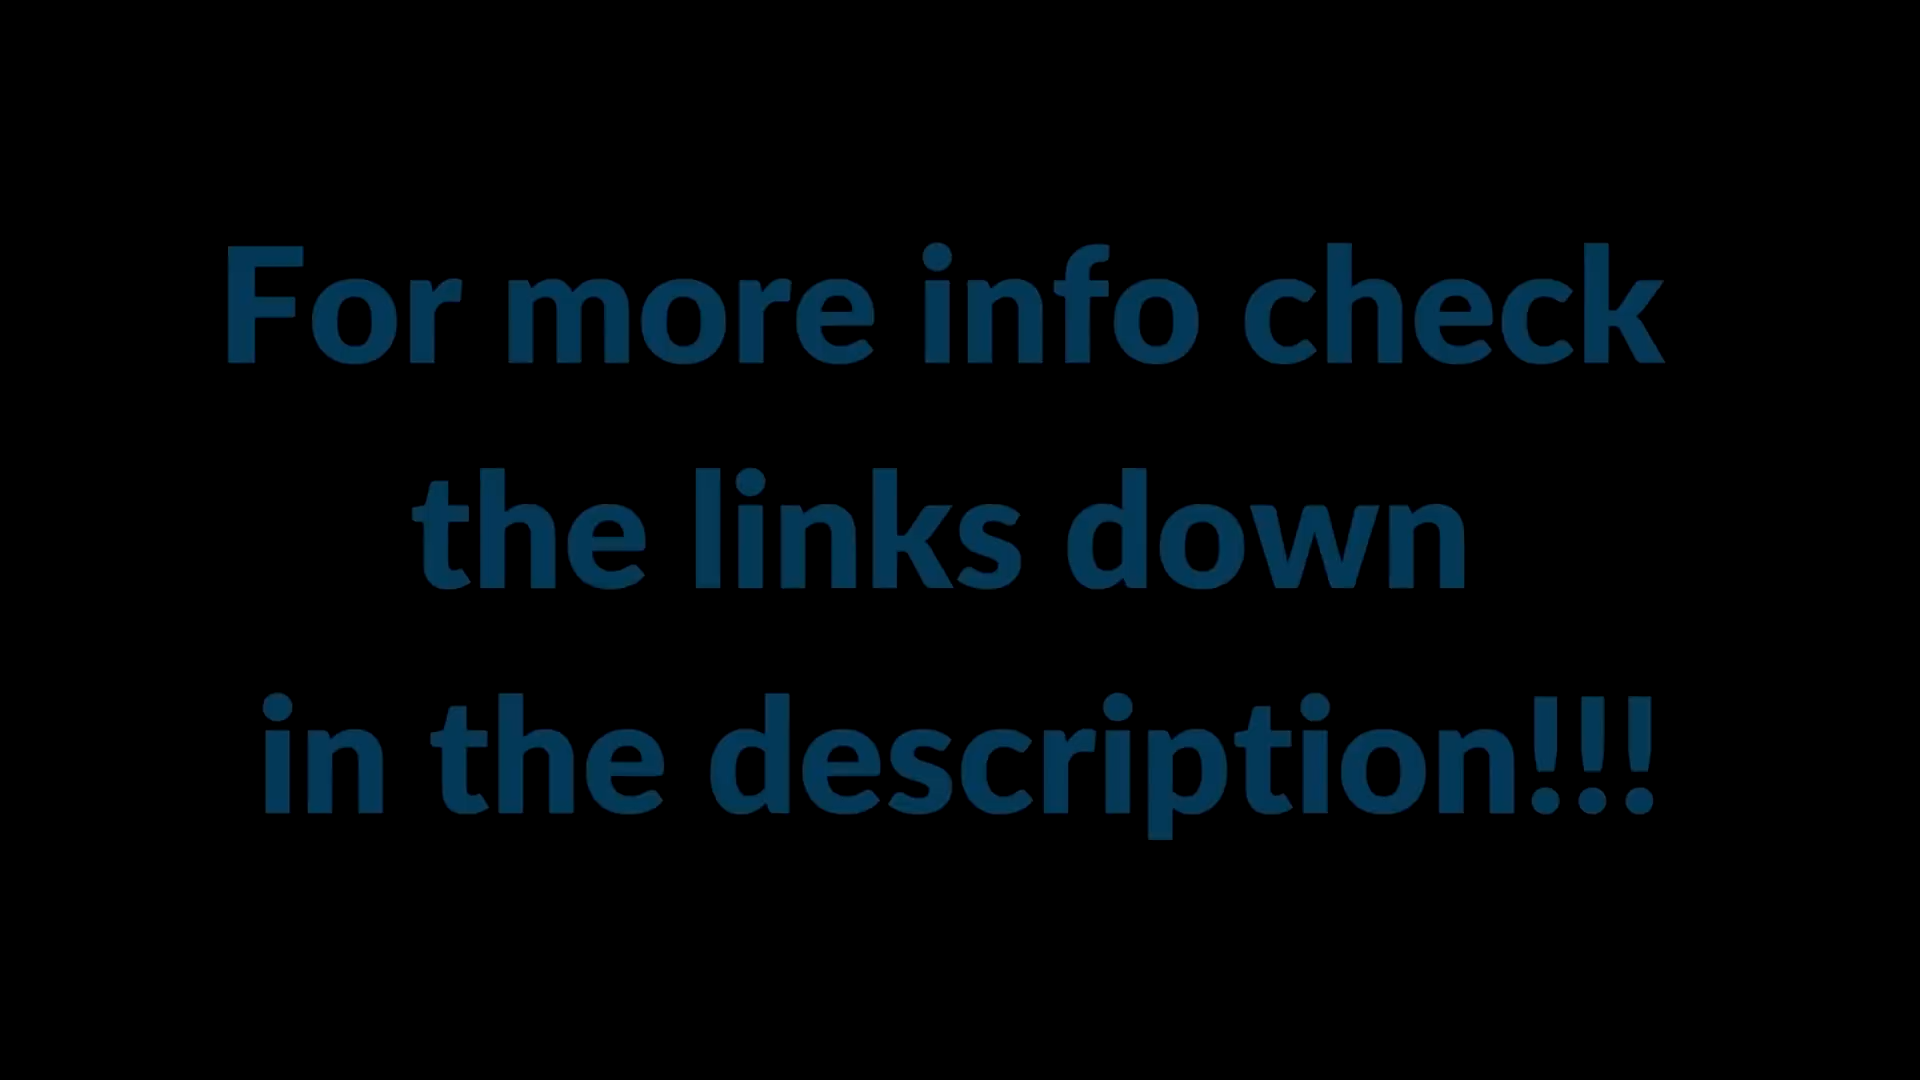 For more info check
the links down
in the description!!!